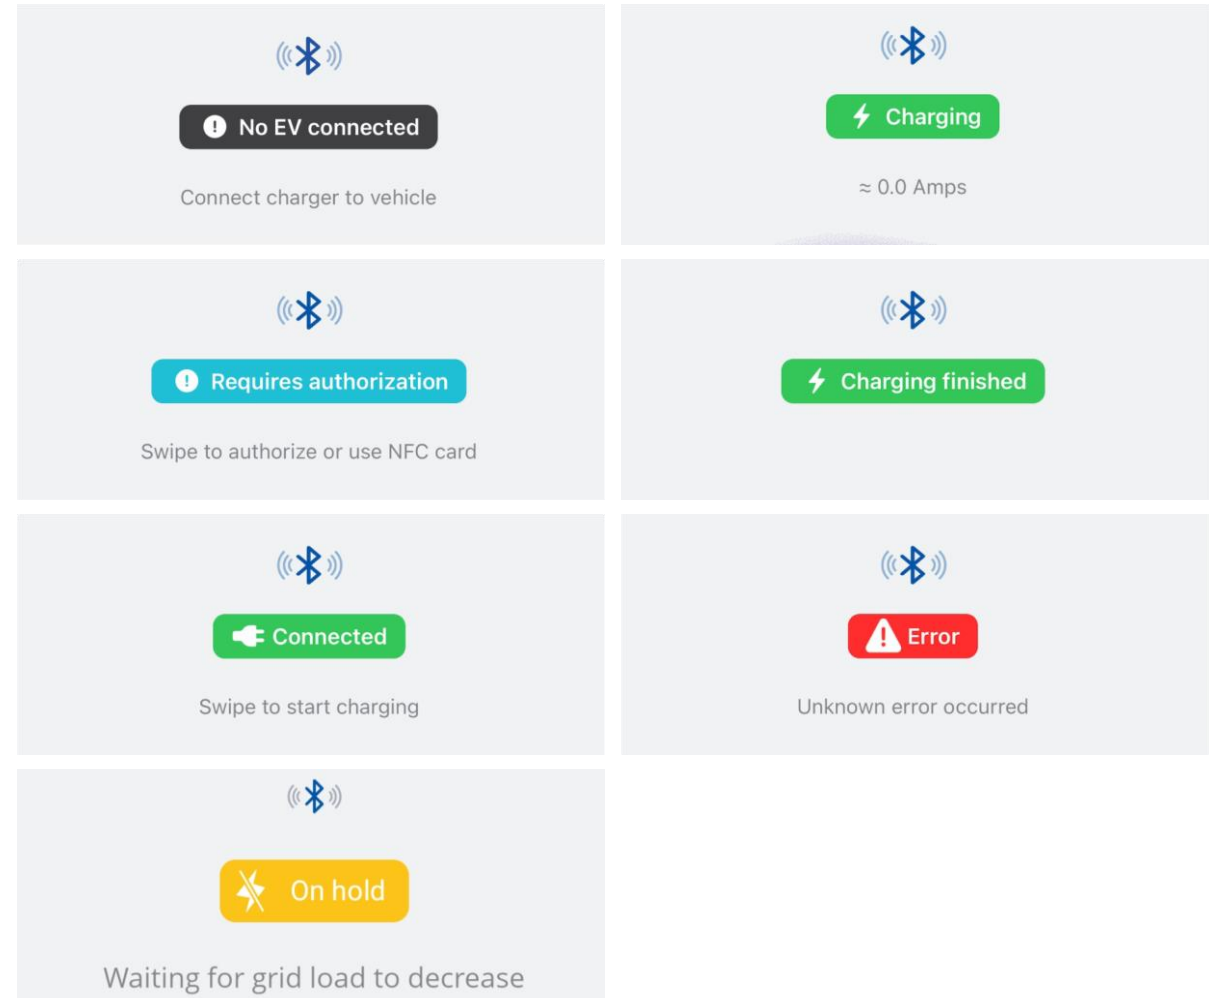 No EV connected
Connect charger to vehicle
Charging
≈ 0.0 Amps
Requires authorization
Swipe to authorize or use NFC card
Charging finished
Connected
Swipe to start charging
Error
Unknown error occurred
On hold
Waiting for grid load to decrease